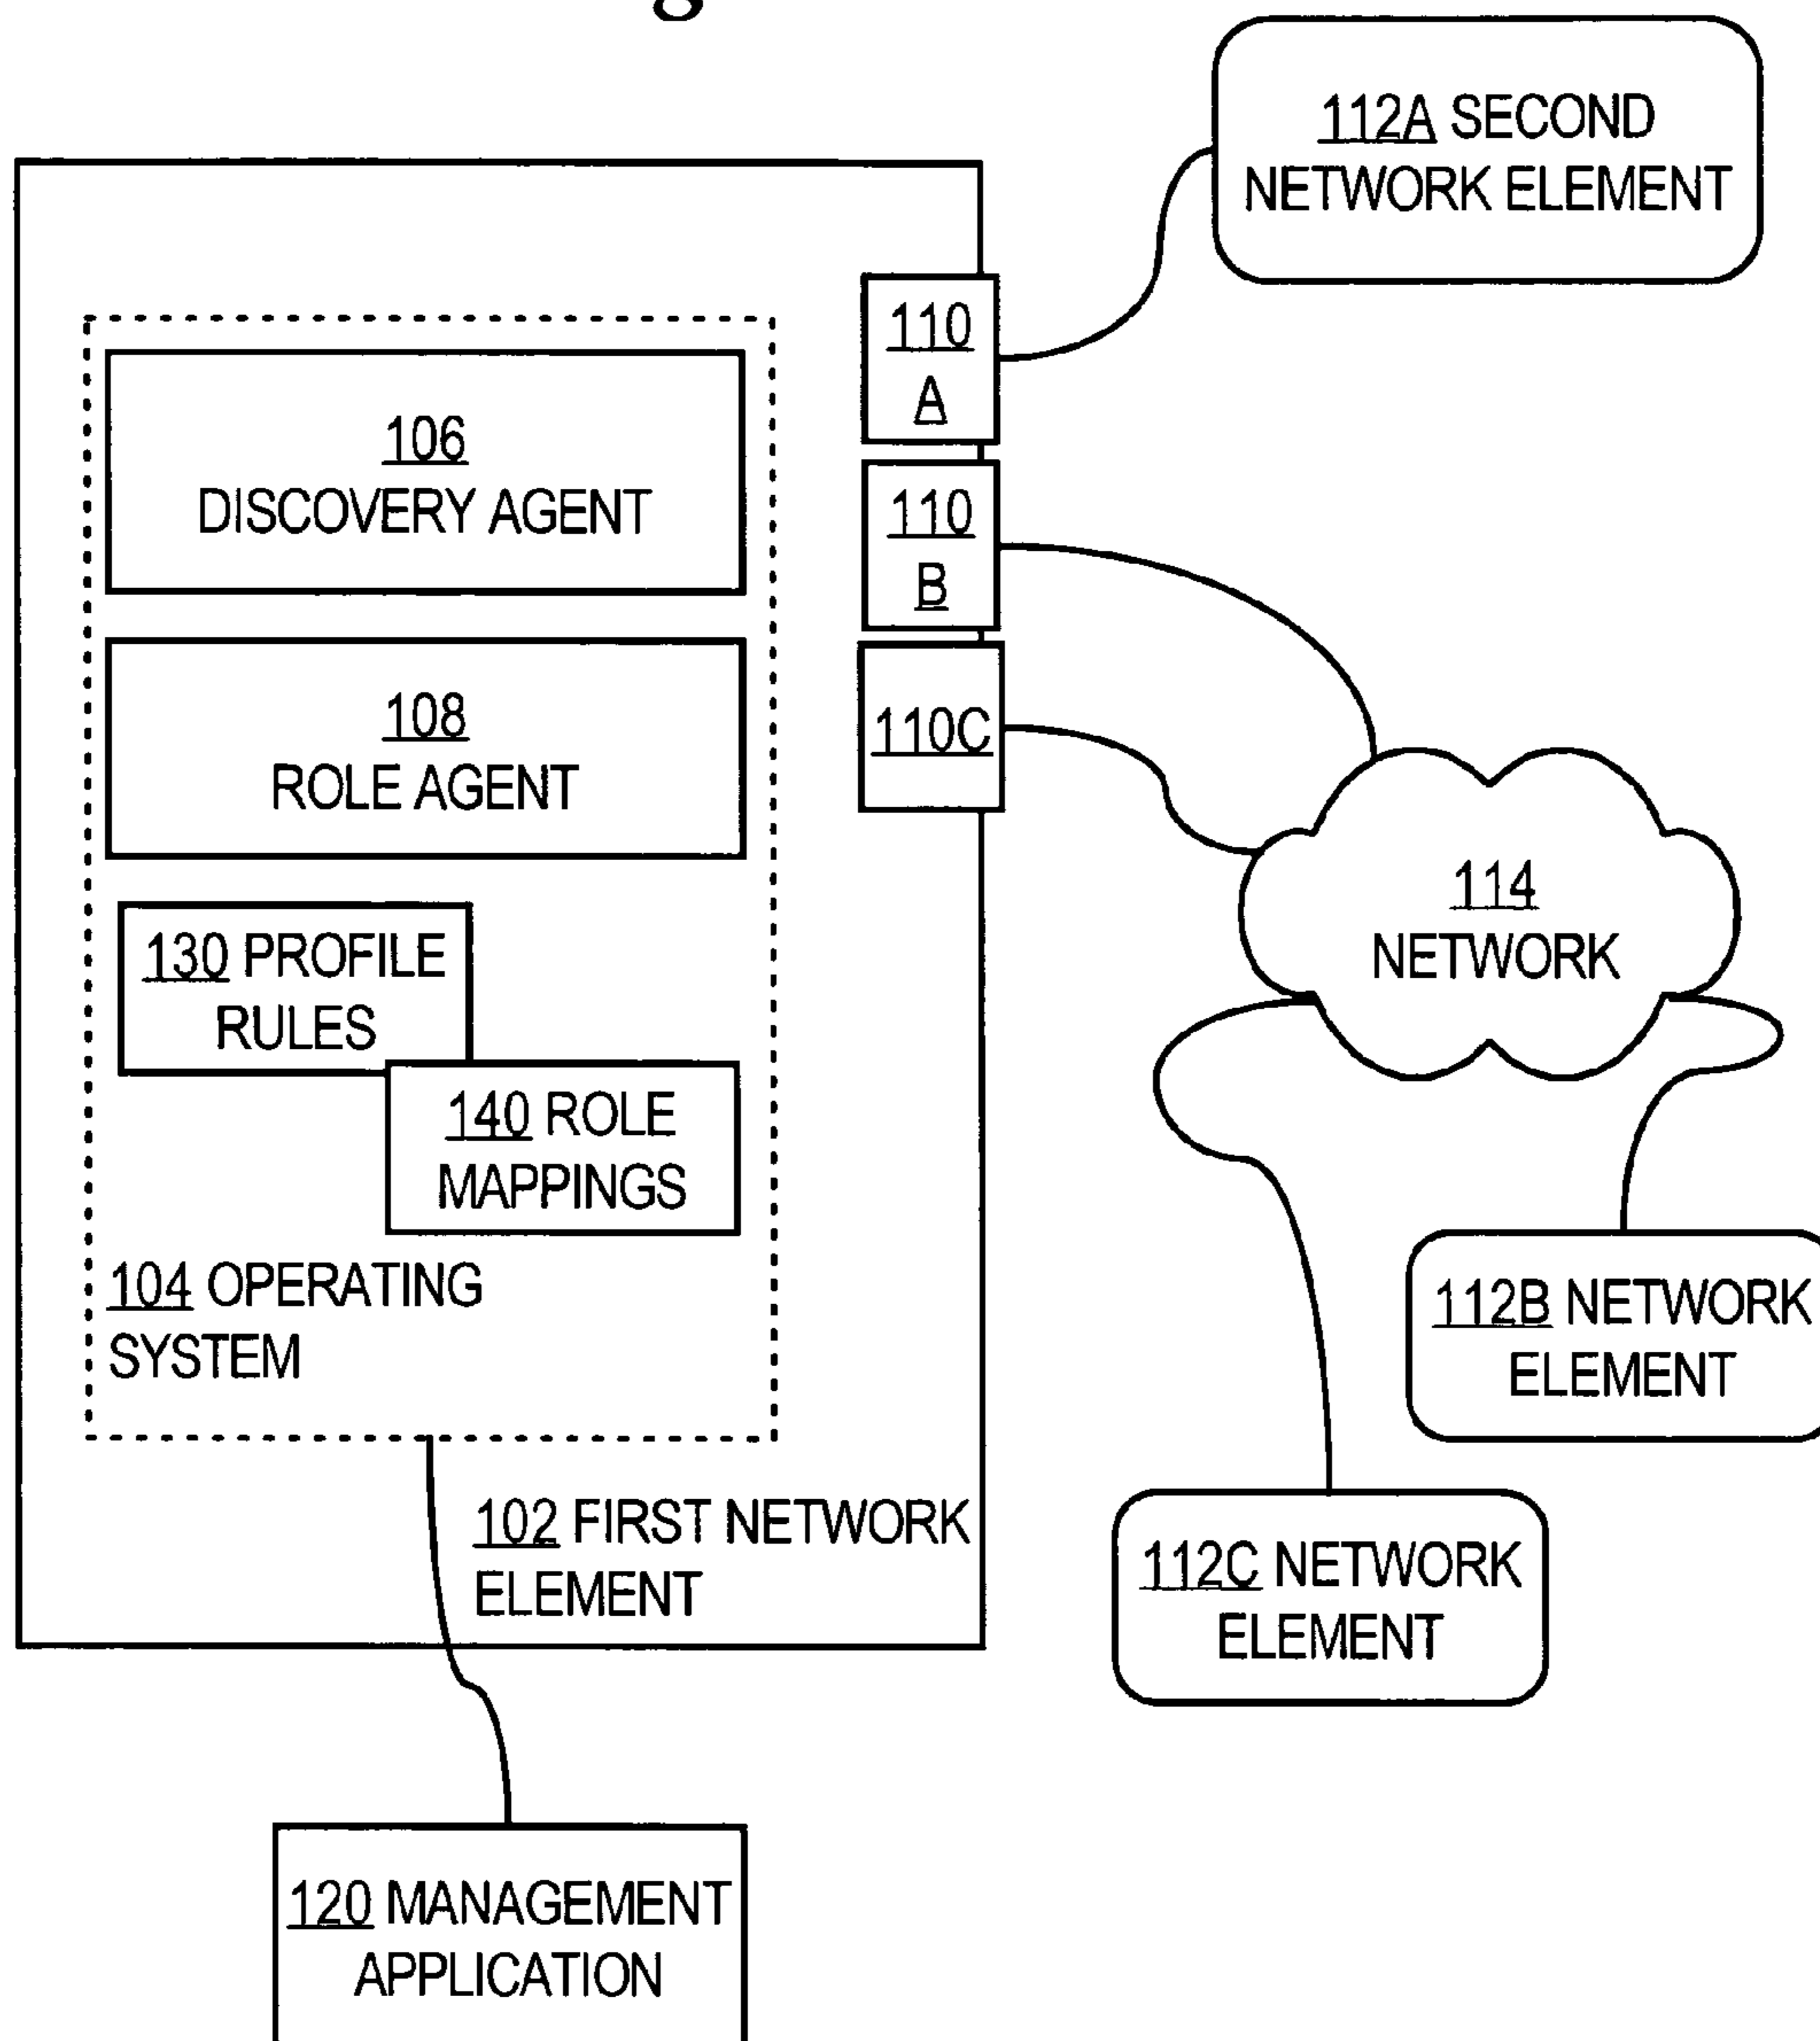 112A SECOND
NETWORK ELEMENT
110
A
106
DISCOVERY AGENT
110
B
108
ROLE AGENT
110C
114
NETWORK
130 PROFILE
RULES
140 ROLE
MAPPINGS
104 OPERATING
SYSTEM
112B NETWORK
ELEMENT
102 FIRST NETWORK
ELEMENT
112C NETWORK
ELEMENT
120 MANAGEMENT
APPLICATION